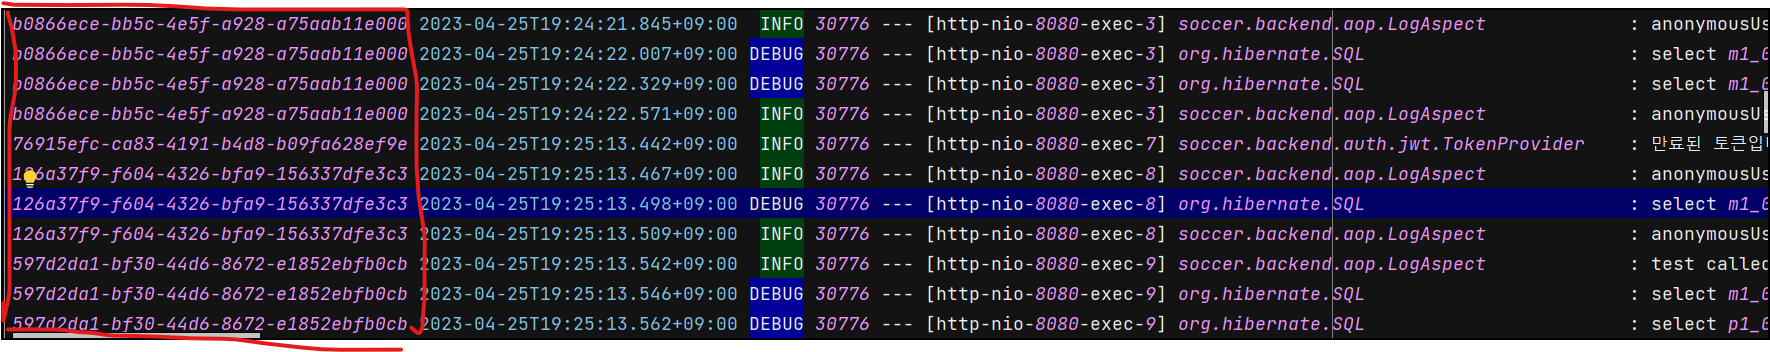 b0866ece-bb5c-4e5f-a928-a75aab11e000 2023-04-25T19:24:21.845+09:00 INFO 30776 --- [http-nio-8080-exec-3] soccer.backend.aop.LogAspect : anonymousUs
b0866ece-bb5c-4e5f-a928-a75aab11e000 2023-04-25T19:24:22.007+09:00 DEBUG 30776 --- [http-nio-8080-exec-3] org.hibernate.SQL : select m1_0
b0866ece-bb5c-4e5f-a928-a75aab11e000 2023-04-25T19:24:22.329+09:00 DEBUG 30776 --- [http-nio-8080-exec-3] org.hibernate.SQL : select m1_0
b0866ece-bb5c-4e5f-a928-a75aab11e000 2023-04-25T19:24:22.571+09:00 INFO 30776 --- [http-nio-8080-exec-3] soccer.backend.aop.LogAspect : anonymousUs
76915efc-ca83-4191-b4d8-b09fa628ef9e 2023-04-25T19:25:13.442+09:00 INFO 30776 --- [http-nio-8080-exec-7] soccer.backend.auth.jwt.TokenProvider : 만료된 토큰입니
126a37f9-f604-4326-bfa9-156337dfe3c3 2023-04-25T19:25:13.467+09:00 INFO 30776 --- [http-nio-8080-exec-8] soccer.backend.aop.LogAspect : anonymousUs
126a37f9-f604-4326-bfa9-156337dfe3c3 2023-04-25T19:25:13.498+09:00 DEBUG 30776 --- [http-nio-8080-exec-8] org.hibernate.SQL : select m1_0
126a37f9-f604-4326-bfa9-156337dfe3c3 2023-04-25T19:25:13.509+09:00 INFO 30776 --- [http-nio-8080-exec-8] soccer.backend.aop.LogAspect : anonymousUs
597d2da1-bf30-44d6-8672-e1852ebfb0cb 2023-04-25T19:25:13.542+09:00 INFO 30776 --- [http-nio-8080-exec-9] soccer.backend.aop.LogAspect : test called
597d2da1-bf30-44d6-8672-e1852ebfb0cb 2023-04-25T19:25:13.546+09:00 DEBUG 30776 --- [http-nio-8080-exec-9] org.hibernate.SQL : select m1_0
597d2da1-bf30-44d6-8672-e1852ebfb0cb 2023-04-25T19:25:13.562+09:00 DEBUG 30776 --- [http-nio-8080-exec-9] org.hibernate.SQL : select p1_0